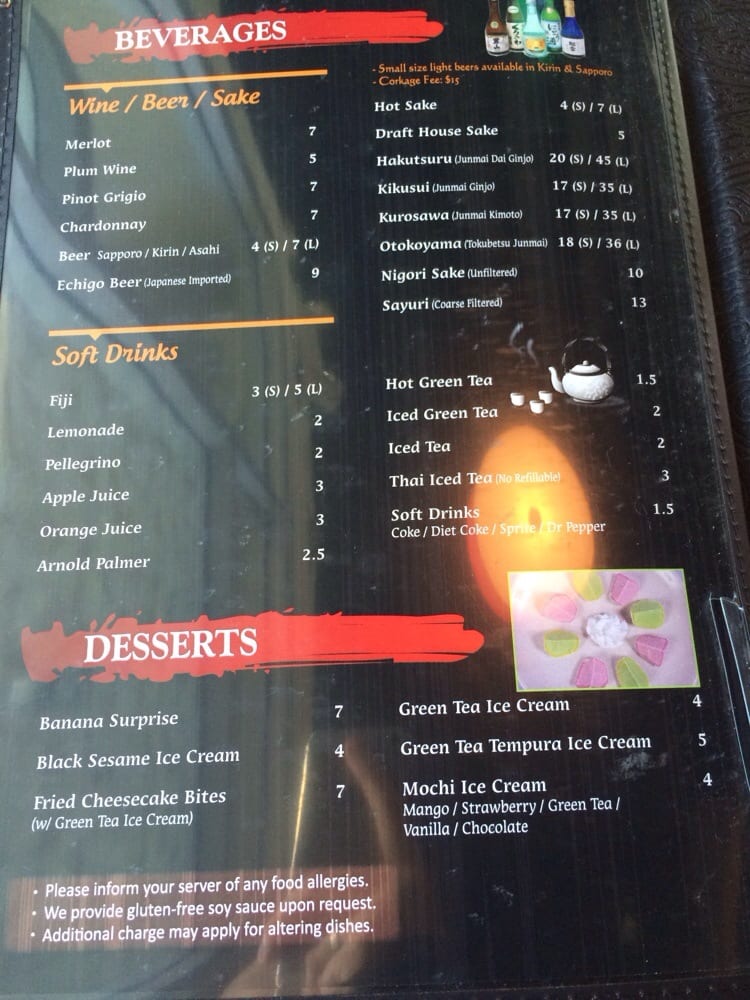 BEVERAGES
- Small size light beers available in Kirin & Sapporo
- Corkage Fee: $15
Wine / Beer / Sake
Merlot 7
Plum Wine 5
Pinot Grigio 7
Chardonnay 7
Beer Sapporo / Kirin / Asahi 4 (S) / 7 (L)
Echigo Beer (Japanese Imported) 9
Hot Sake 4 (S) / 7 (L)
Draft House Sake 5
Hakutsuru (Junmai Dai Ginjo) 20 (S) / 45 (L)
Kikusui (Junmai Ginjo) 17 (S) / 35 (L)
Kurosawa (Junmai Kimoto) 17 (S) / 35 (L)
Otokoyama (Tokubetsu Junmai) 18 (S) / 36 (L)
Nigori Sake (Unfiltered) 10
Sayuri (Coarse Filtered) 13
Soft Drinks
Fiji 3 (S) / 5 (L)
Lemonade 2
Pellegrino 2
Apple Juice 3
Orange Juice 3
Arnold Palmer 2.5
Hot Green Tea 1.5
Iced Green Tea 2
Iced Tea 2
Thai Iced Tea (No Refillable) 3
Soft Drinks 1.5
Coke / Diet Coke / Sprite / Dr Pepper
DESSERTS
Banana Surprise 7
Black Sesame Ice Cream 4
Fried Cheesecake Bites 7
(w/ Green Tea Ice Cream)
Green Tea Ice Cream 4
Green Tea Tempura Ice Cream 5
Mochi Ice Cream 4
Mango / Strawberry / Green Tea /
Vanilla / Chocolate
• Please inform your server of any food allergies.
• We provide gluten-free soy sauce upon request.
• Additional charge may apply for altering dishes.